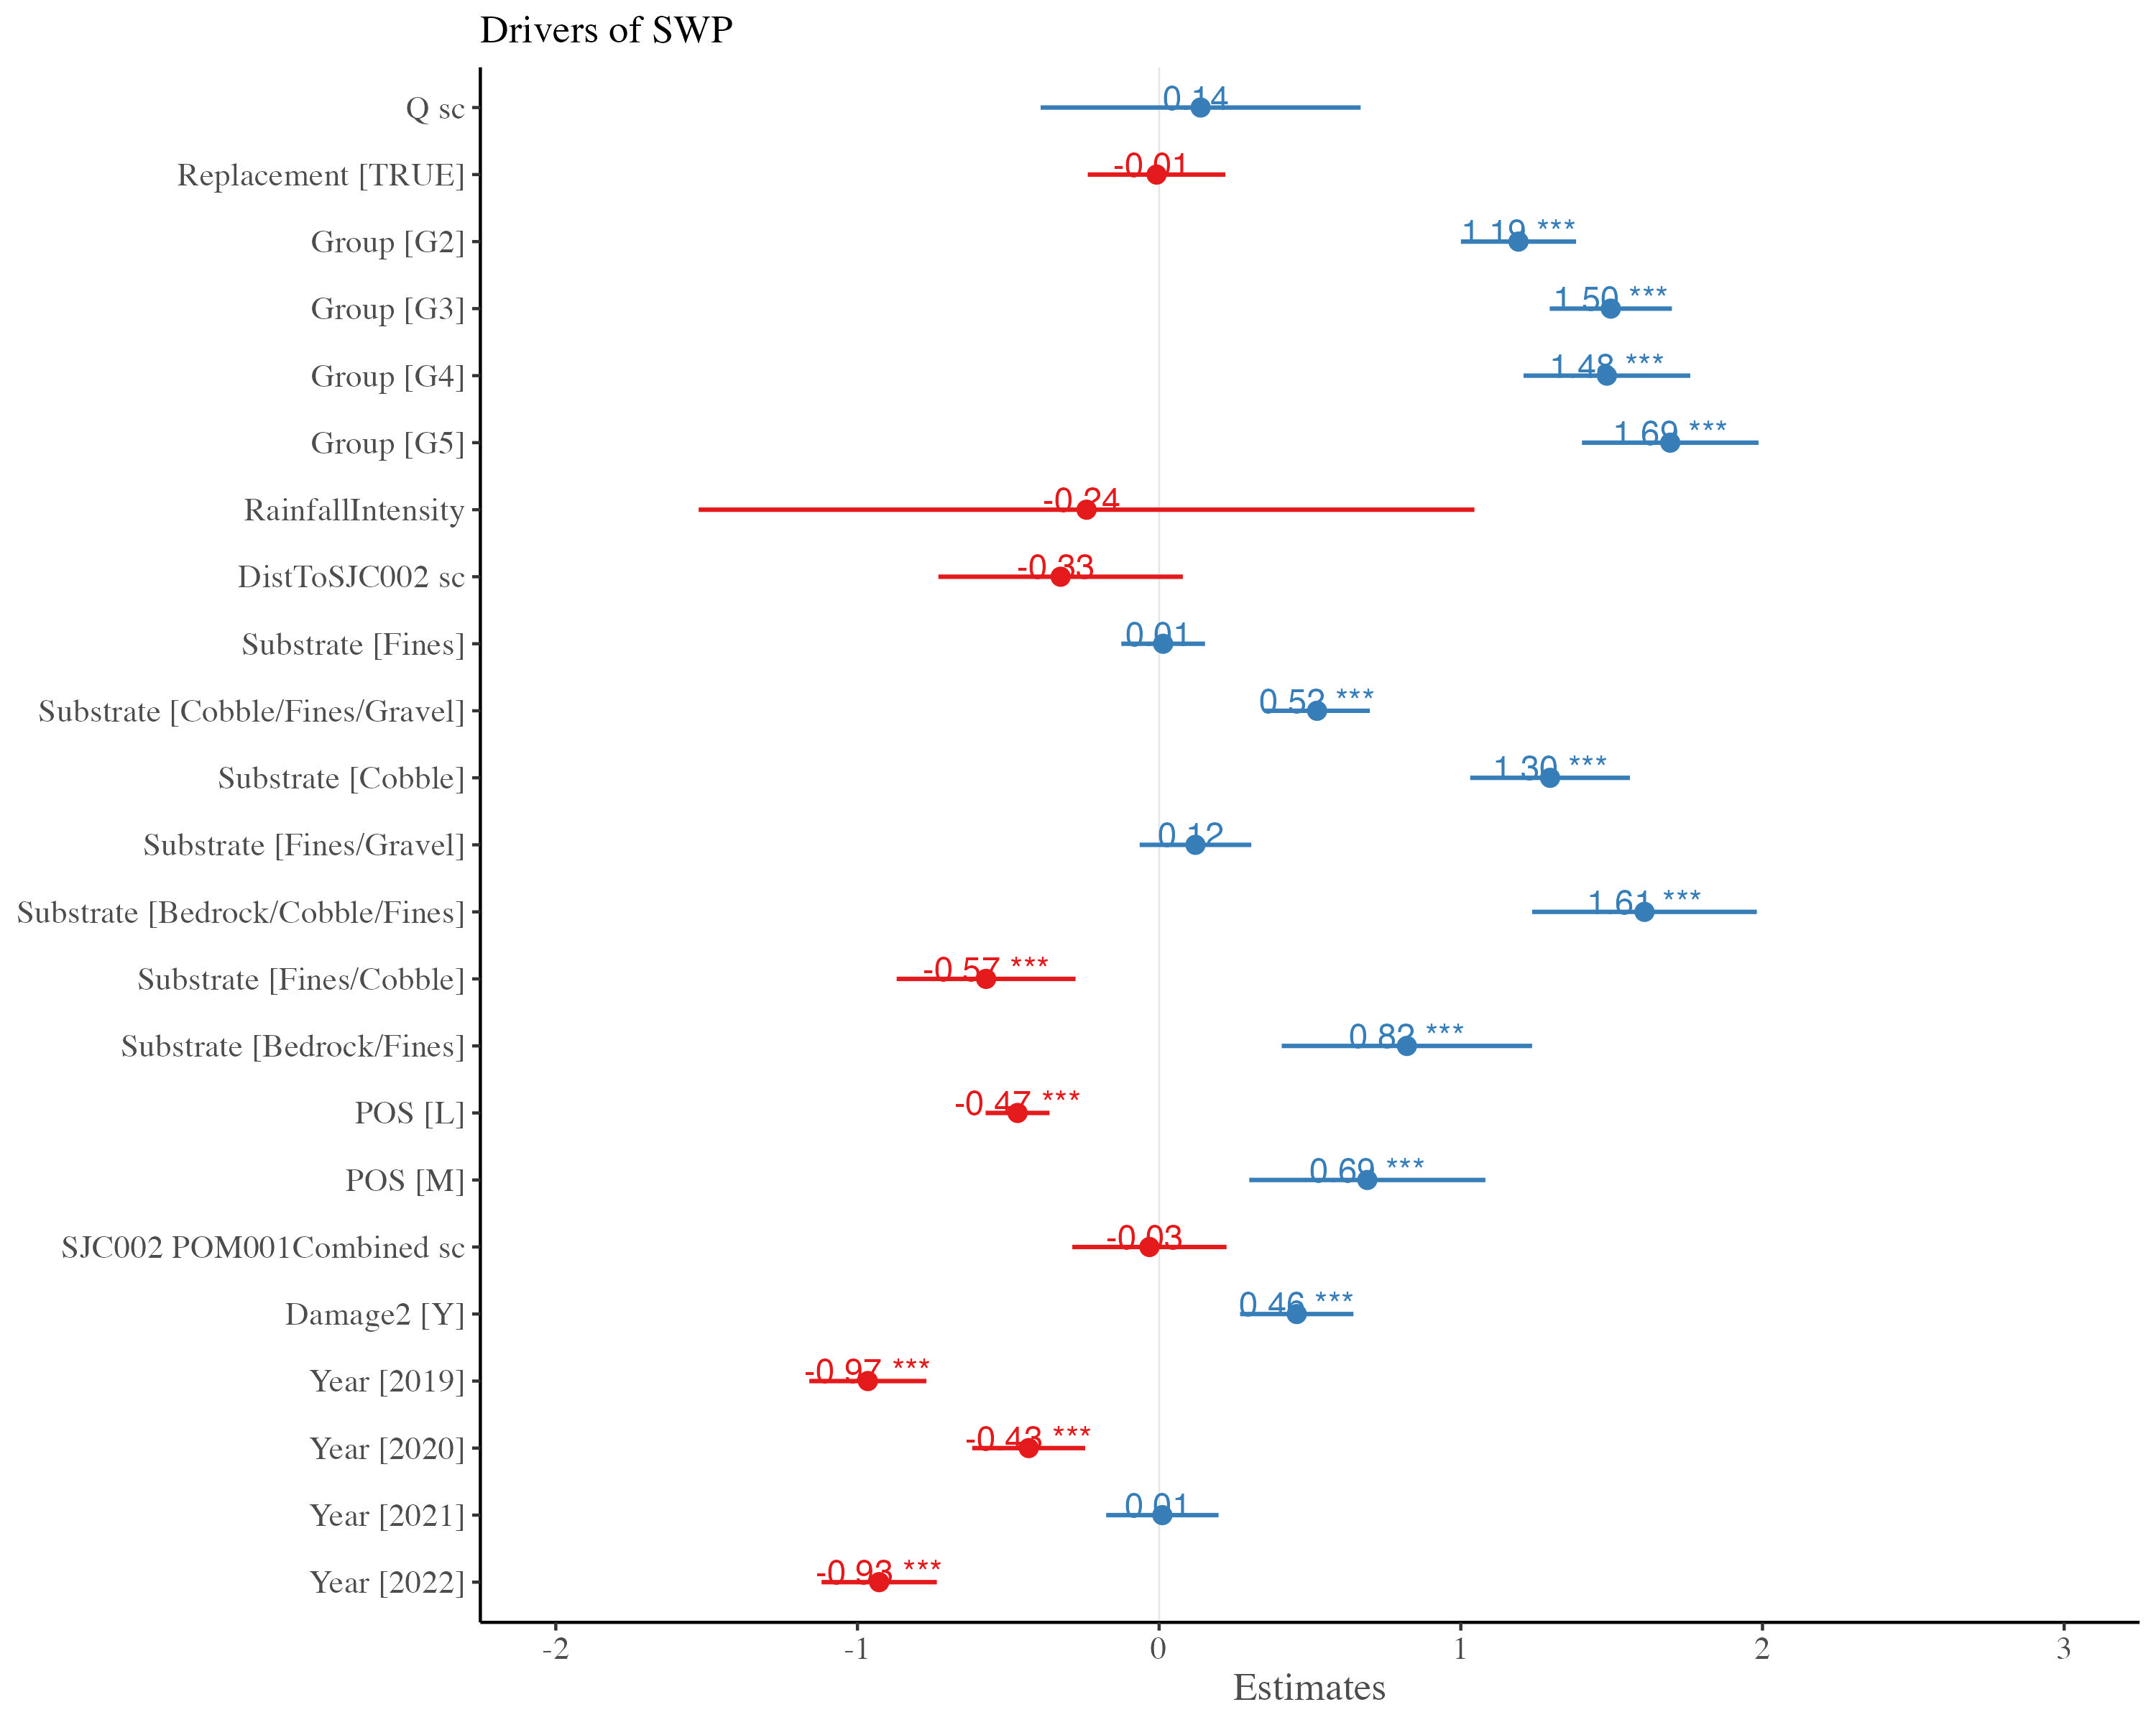 Drivers of SWP
Q sc
0.14
Replacement [TRUE]
-0.01
Group [G2]
1.19 ***
Group [G3]
1.50 ***
Group [G4]
1.48 ***
Group [G5]
1.69 ***
RainfallIntensity
-0.24
DistToSJC002 sc
-0.33
Substrate [Fines]
0.01
Substrate [Cobble/Fines/Gravel]
0.52 ***
Substrate [Cobble]
1.30 ***
Substrate [Fines/Gravel]
0.12
Substrate [Bedrock/Cobble/Fines]
1.61 ***
Substrate [Fines/Cobble]
-0.57 ***
Substrate [Bedrock/Fines]
0.82 ***
POS [L]
-0.47 ***
POS [M]
0.69 ***
SJC002 POM001Combined sc
-0.03
Damage2 [Y]
0.46 ***
Year [2019]
-0.97 ***
Year [2020]
-0.43 ***
Year [2021]
0.01
Year [2022]
-0.93 ***
-2 -1 0 1 2 3
Estimates